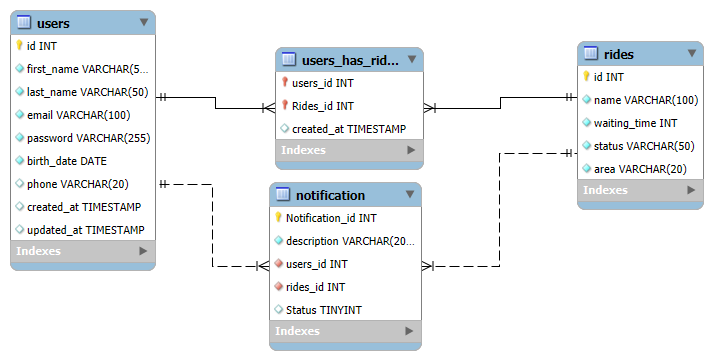 users
id INT
first_name VARCHAR(5...
last_name VARCHAR(50)
email VARCHAR(100)
password VARCHAR(255)
birth_date DATE
phone VARCHAR(20)
created_at TIMESTAMP
updated_at TIMESTAMP
Indexes
users_has_rid...
users_id INT
Rides_id INT
created_at TIMESTAMP
Indexes
notification
Notification_id INT
description VARCHAR(20...
users_id INT
rides_id INT
Status TINYINT
Indexes
rides
id INT
name VARCHAR(100)
waiting_time INT
status VARCHAR(50)
area VARCHAR(20)
Indexes